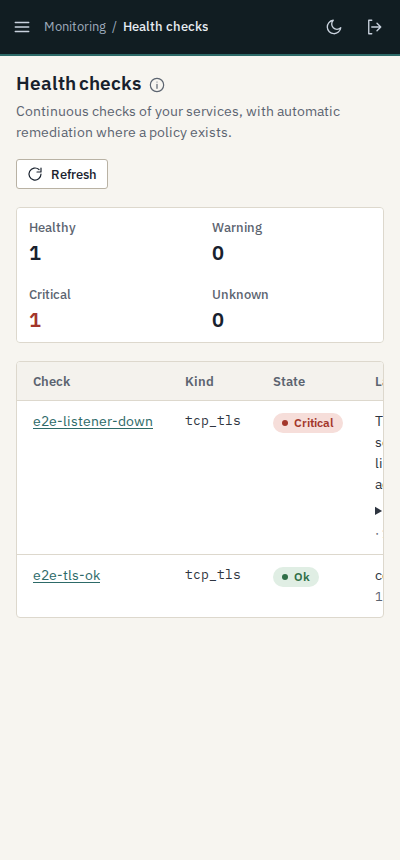 Monitoring / Health checks
Health checks
Continuous checks of your services, with automatic
remediation where a policy exists.
Refresh
Healthy
1
Warning
0
Critical
1
Unknown
0
Check Kind State
e2e-listener-down tcp_tls Critical
e2e-tls-ok tcp_tls Ok